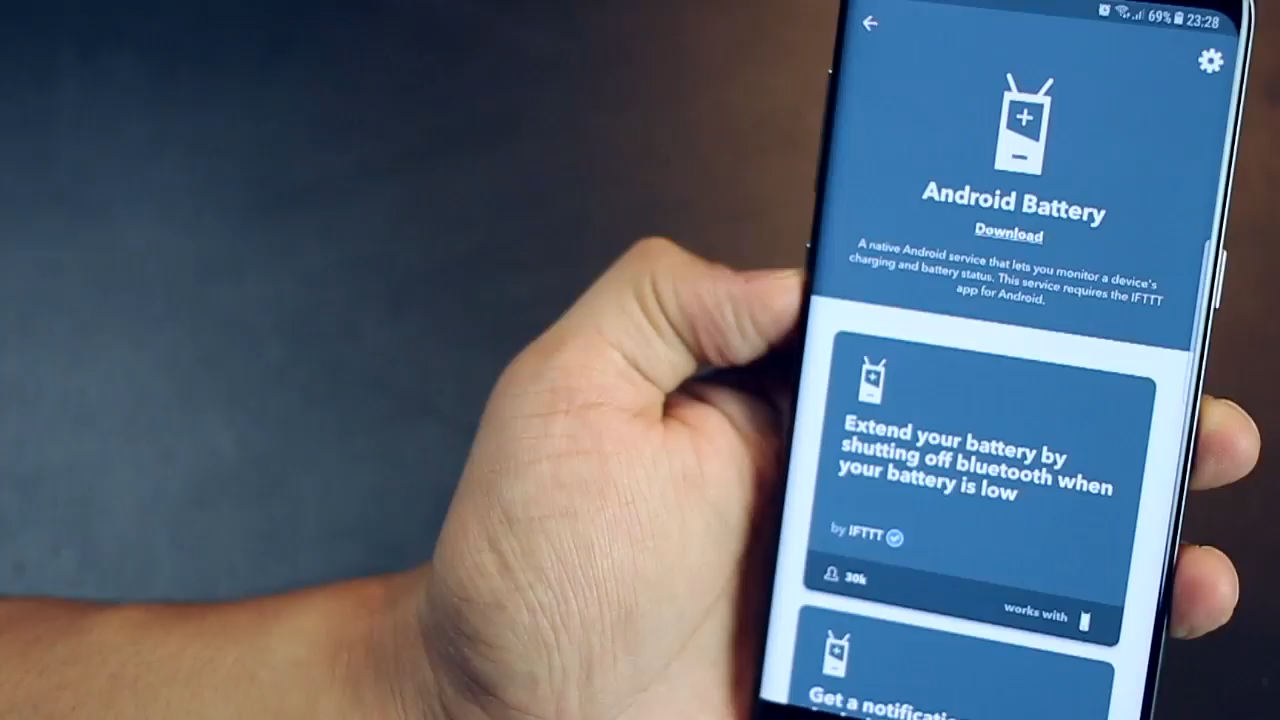 69% 23:28
Android Battery
Download
A native Android service that lets you monitor a device's
charging and battery status. This service requires the IFTTT
app for Android.
Extend your battery by
shutting off bluetooth when
your battery is low
by IFTTT
30k
works with
Get a